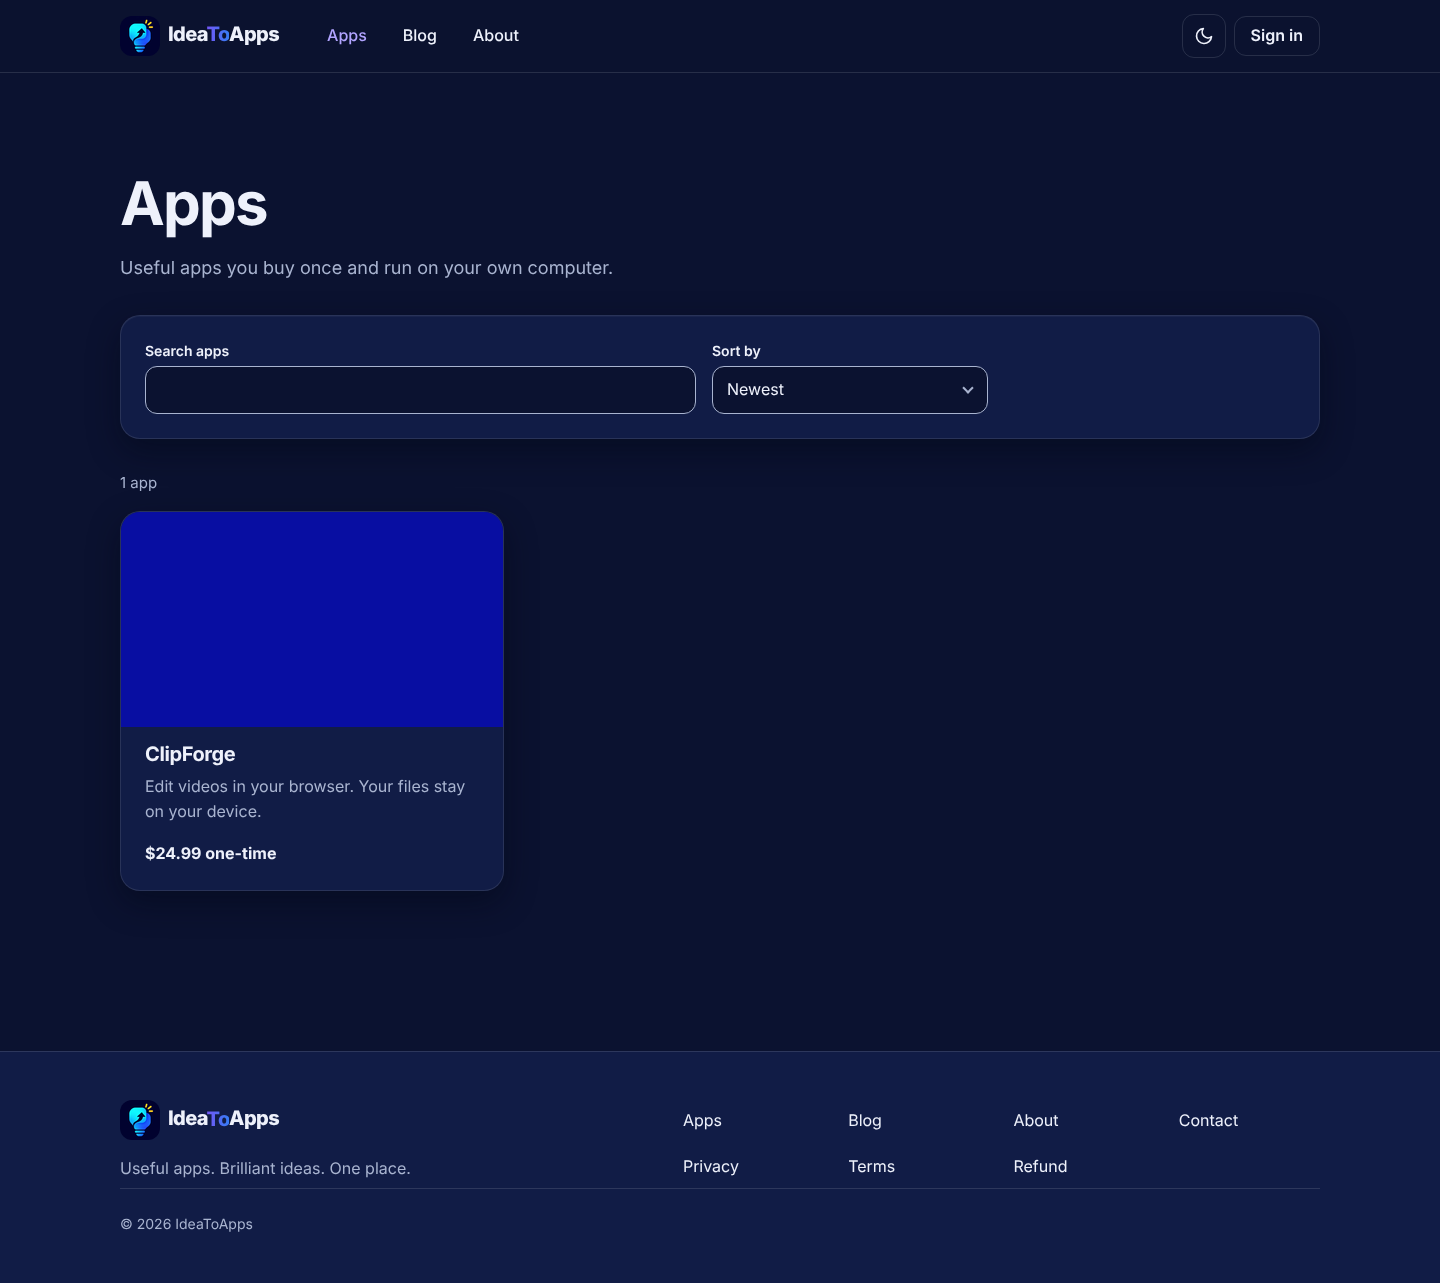 IdeaToApps
Apps
Blog
About
Sign in
Apps
Useful apps you buy once and run on your own computer.
Search apps
Sort by
Newest
1 app
ClipForge
Edit videos in your browser. Your files stay
on your device.
$24.99 one-time
IdeaToApps
Apps
Blog
About
Contact
Useful apps. Brilliant ideas. One place.
Privacy
Terms
Refund
© 2026 IdeaToApps